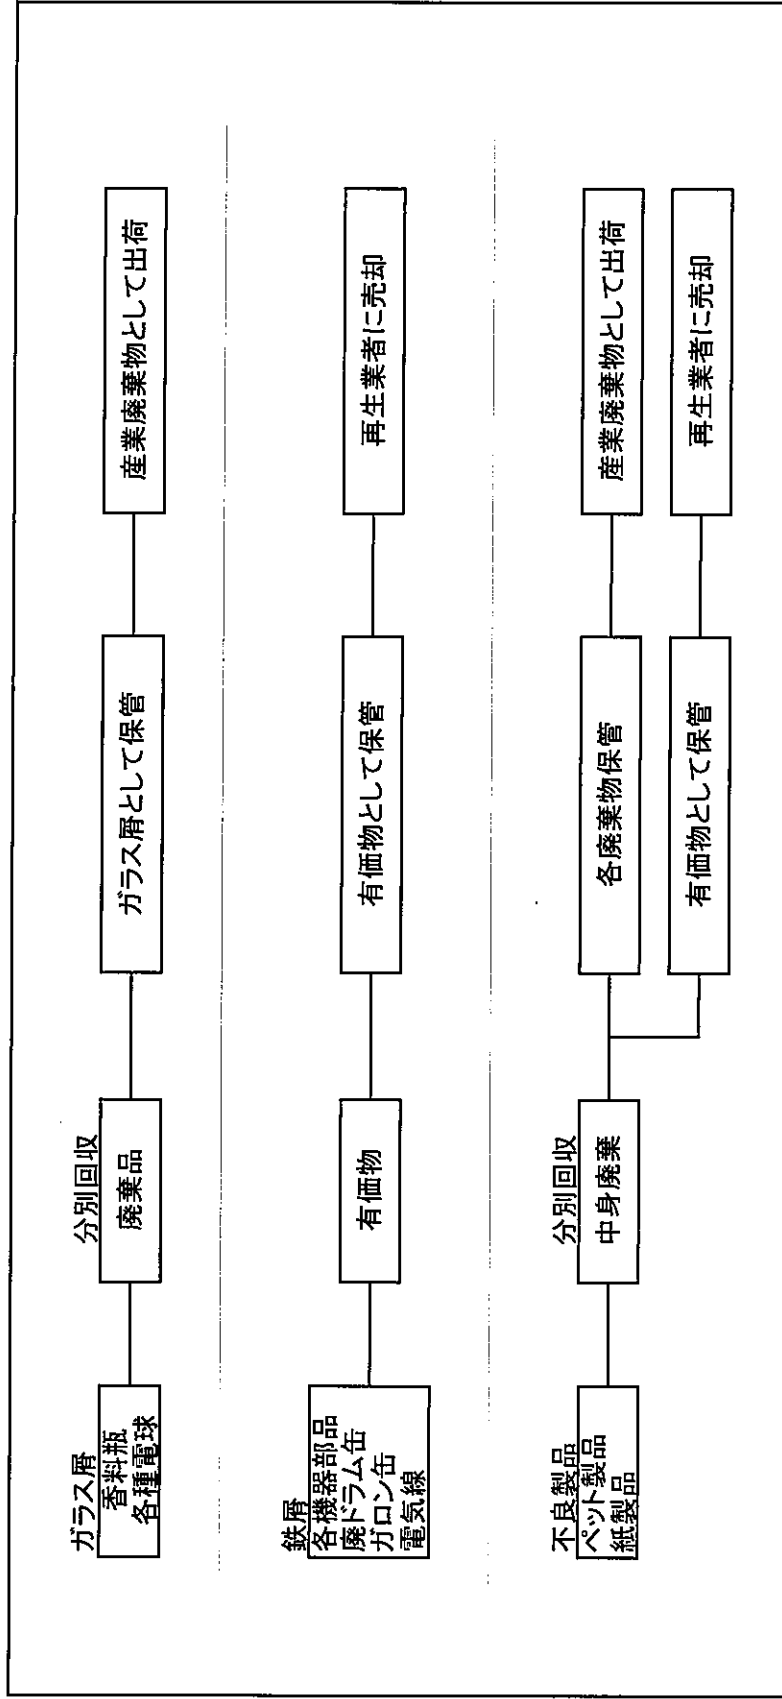 ガラス屑
香料瓶
各種電球
分別回収
廃棄品
ガラス屑として保管
産業廃棄物として出荷
鉄屑
各機器部品
廃ドラム缶
ガロン缶
電気線
有価物
有価物として保管
再生業者に売却
不良製品
ペット製品
紙製品
分別回収
中身廃棄
各廃棄物保管
産業廃棄物として出荷
有価物として保管
再生業者に売却